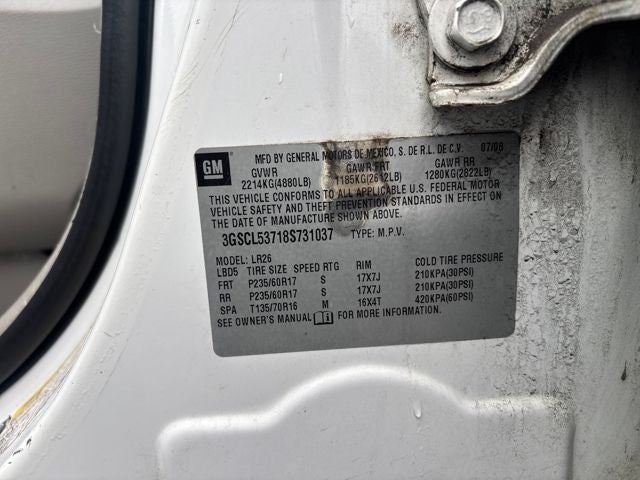 GM
MFD BY GENERAL MOTORS DE MEXICO, S. DE R.L. DE C.V. 07/08
GVWR GAWR FRT GAWR RR
2214KG(4880LB) 1185KG(2612LB) 1280KG(2822LB)
THIS VEHICLE CONFORMS TO ALL APPLICABLE U.S. FEDERAL MOTOR
VEHICLE SAFETY AND THEFT PREVENTION STANDARDS IN EFFECT ON
THE DATE OF MANUFACTURE SHOWN ABOVE.
3GSCL53718S731037 TYPE: M.P.V.
MODEL: LR26
LBD5 TIRE SIZE SPEED RTG RIM COLD TIRE PRESSURE
FRT P235/60R17 S 17X7J 210KPA(30PSI)
RR P235/60R17 S 17X7J 210KPA(30PSI)
SPA T135/70R16 M 16X4T 420KPA(60PSI)
SEE OWNER'S MANUAL FOR ADDITIONAL INFORMATION.